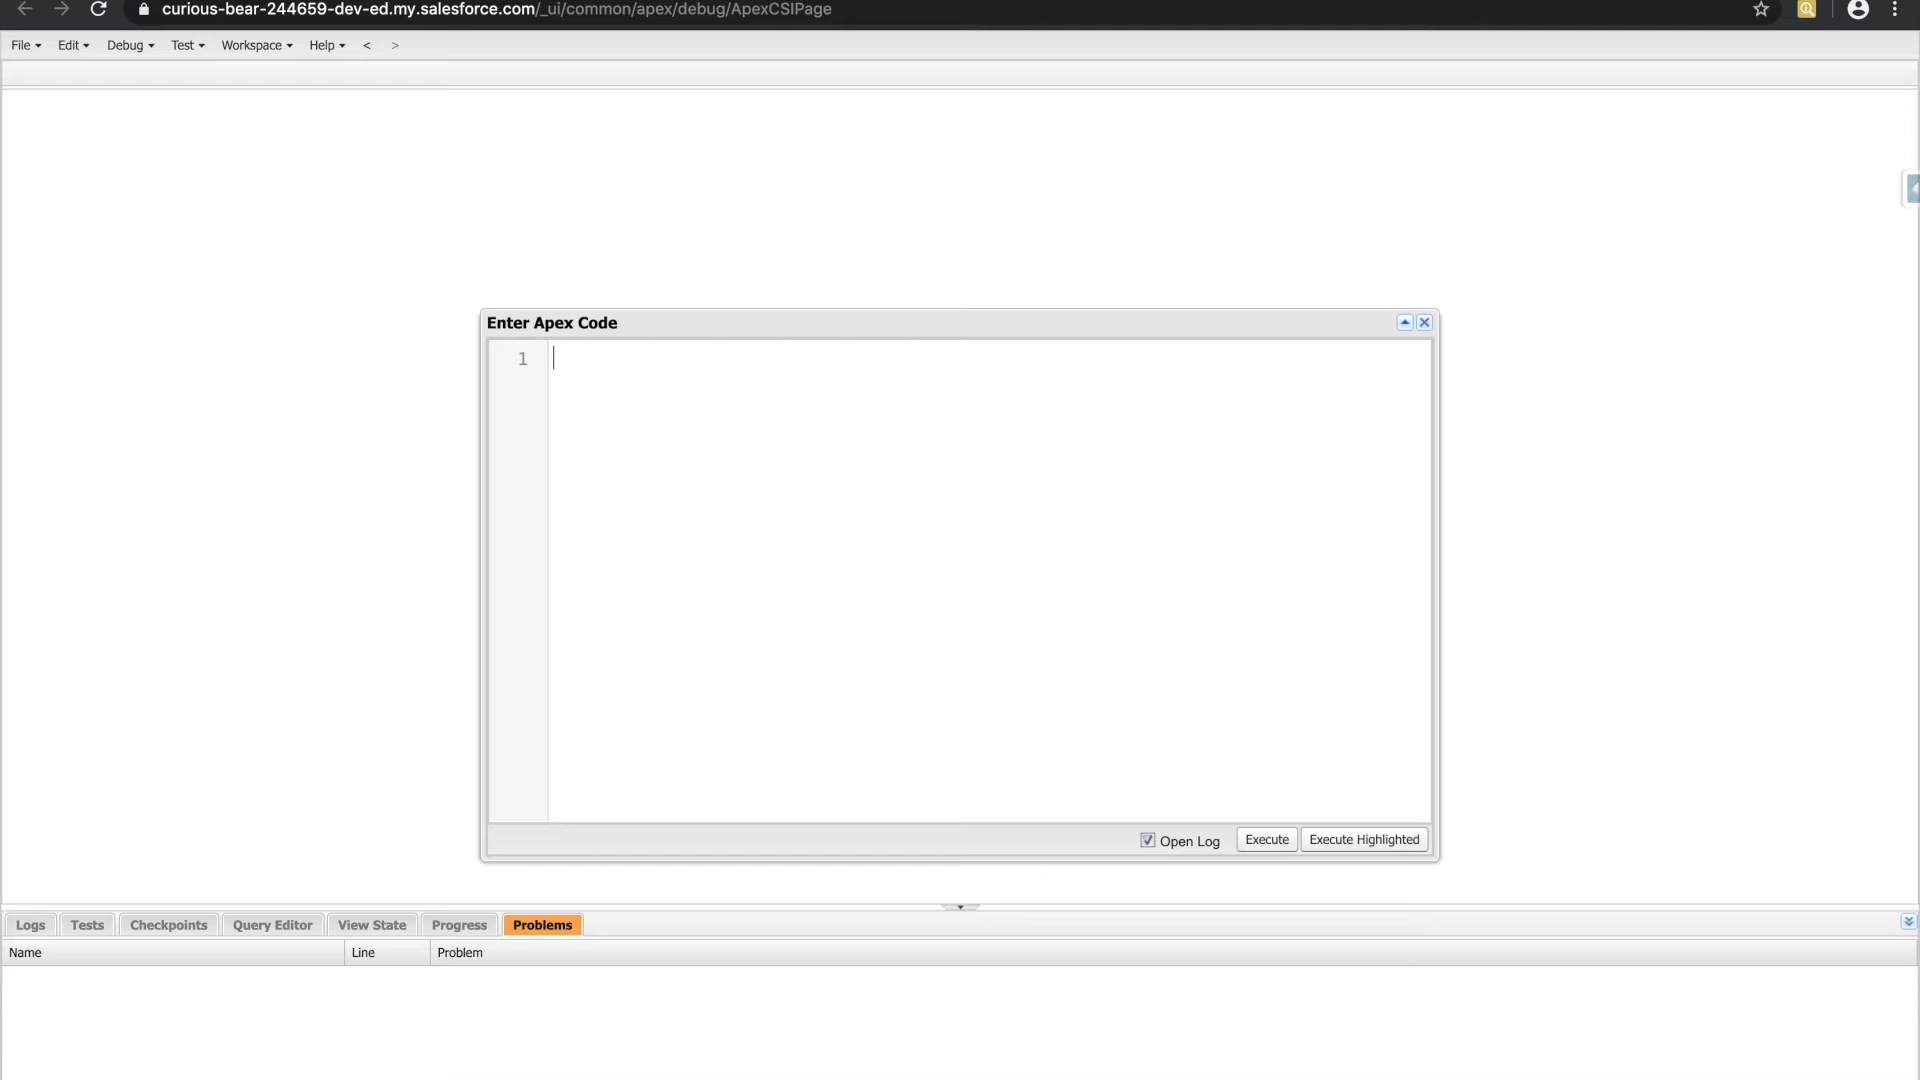 curious-bear-244659-dev-ed.my.salesforce.com/_ui/common/apex/debug/ApexCSIPage
File Edit Debug Test Workspace Help < >
Enter Apex Code
1
Open Log Execute Execute Highlighted
Logs Tests Checkpoints Query Editor View State Progress Problems
Name Line Problem